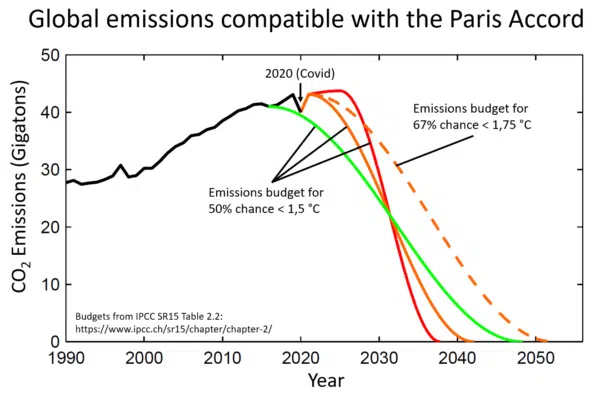 Global emissions compatible with the Paris Accord
50
40
30
20
10
0
CO₂ Emissions (Gigatons)
2020 (Covid)
Emissions budget for
67% chance < 1,75 °C
Emissions budget for
50% chance < 1,5 °C
Budgets from IPCC SR15 Table 2.2:
https://www.ipcc.ch/sr15/chapter/chapter-2/
1990 2000 2010 2020 2030 2040 2050
Year